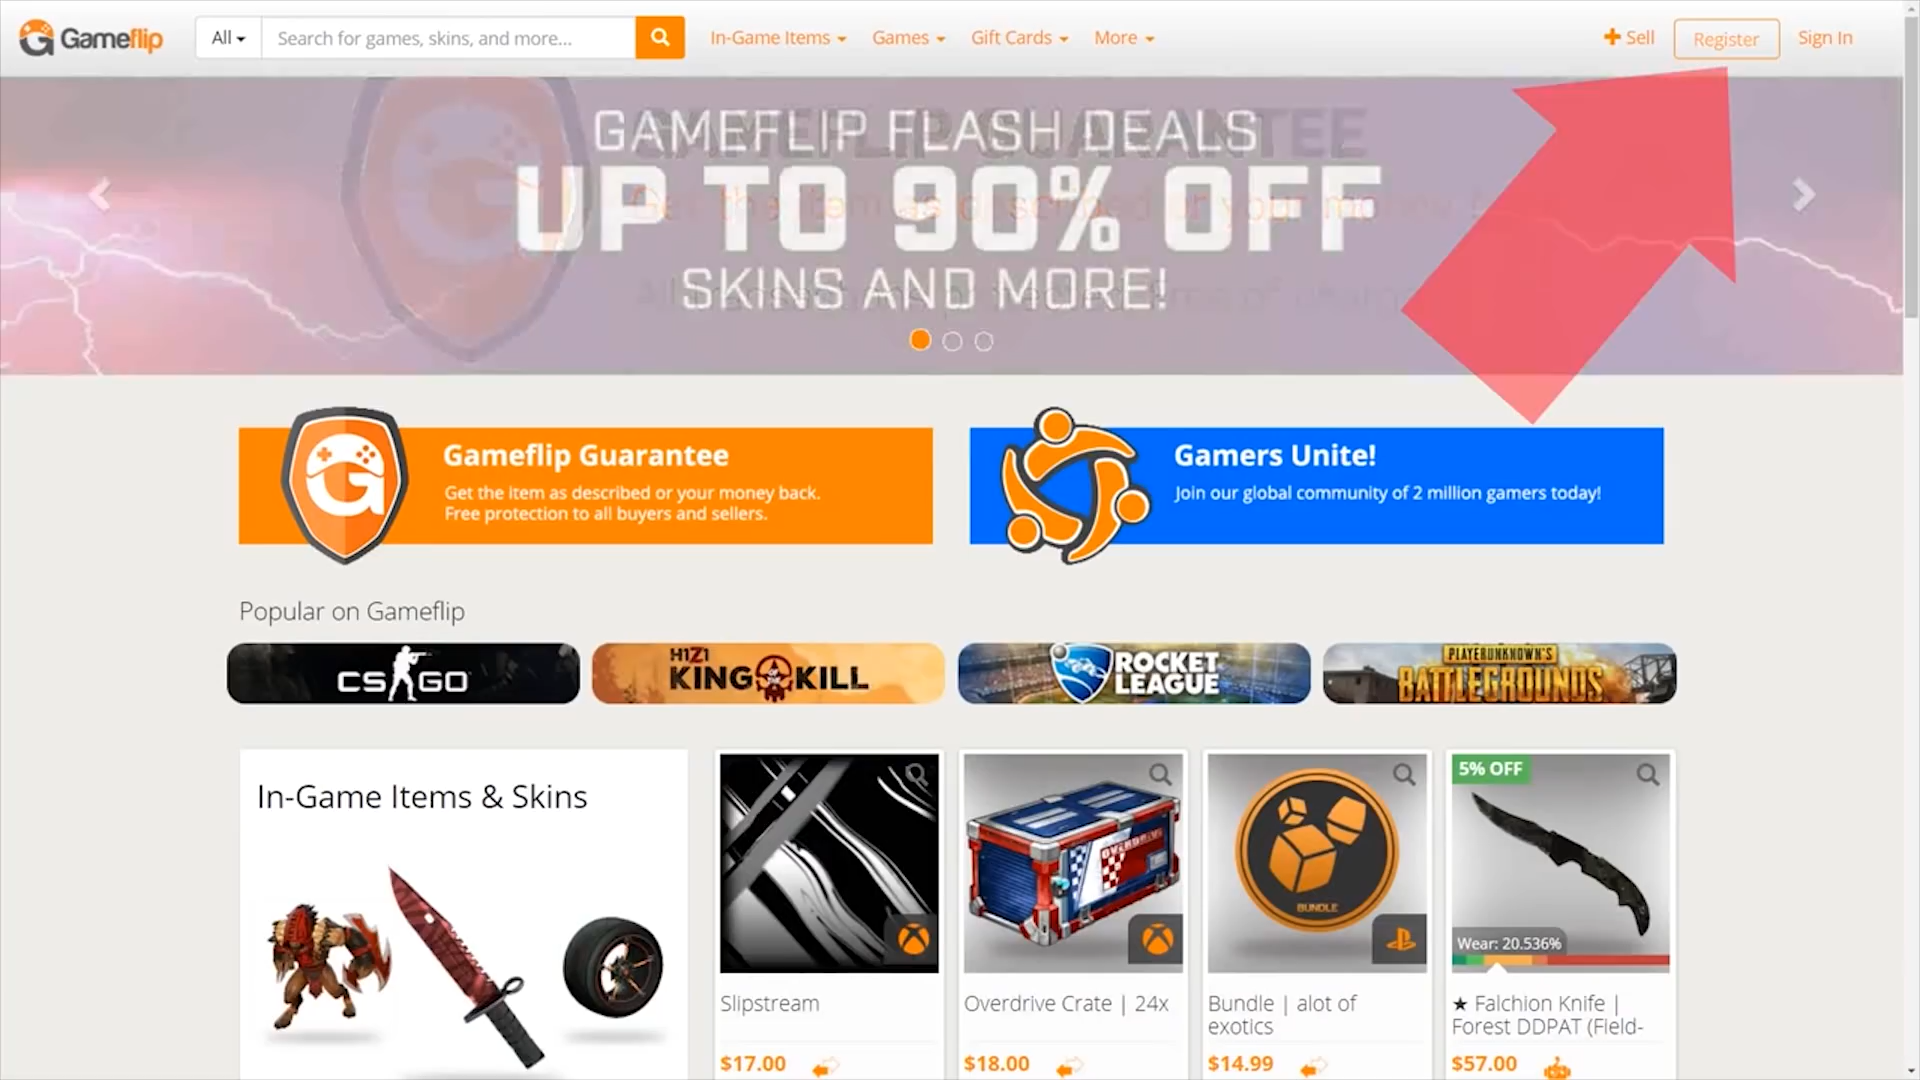 Gameflip
All
Search for games, skins, and more...
In-Game Items
Games
Gift Cards
More
Sell
Register
Sign In
GAMEFLIP FLASH DEALS
UP TO 90% OFF
SKINS AND MORE!
GAMEFLIP GUARANTEE
Gameflip Guarantee
Get the item as described or your money back.
Free protection to all buyers and sellers.
Gamers Unite!
Join our global community of 2 million gamers today!
Popular on Gameflip
CS GO
H1Z1
KING KILL
ROCKET
LEAGUE
PLAYERUNKNOWN'S
BATTLEGROUNDS
In-Game Items & Skins
OVERDRIVE
BUNDLE
5% OFF
Wear: 20.536%
Slipstream
$17.00
Overdrive Crate | 24x
$18.00
Bundle | alot of
exotics
$14.99
★ Falchion Knife |
Forest DDPAT (Field-
$57.00